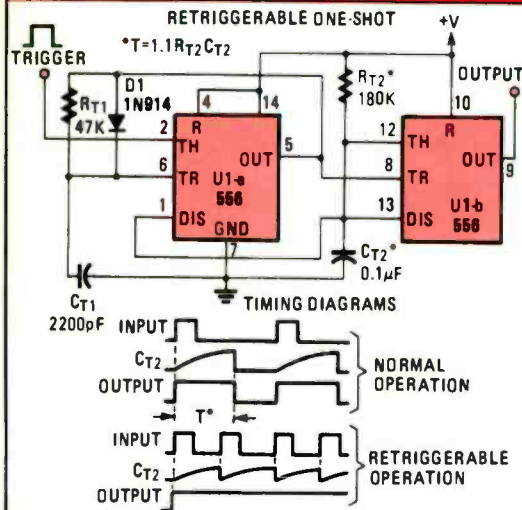 RETRIGGERABLE ONE-SHOT
+V
TRIGGER
*T=1.1RT2CT2
OUTPUT
D1
1N914
RT1
47K
RT2*
180K
4
14
10
2
R
TH
5
OUT
12
TH
R
OUT
9
6
TR
8
TR
U1-a
556
U1-b
556
1
DIS
GND
7
13
DIS
CT2*
0.1µF
CT1
2200pF
TIMING DIAGRAMS
INPUT
CT2
OUTPUT
NORMAL
OPERATION
T*
INPUT
CT2
OUTPUT
RETRIGGERABLE
OPERATION